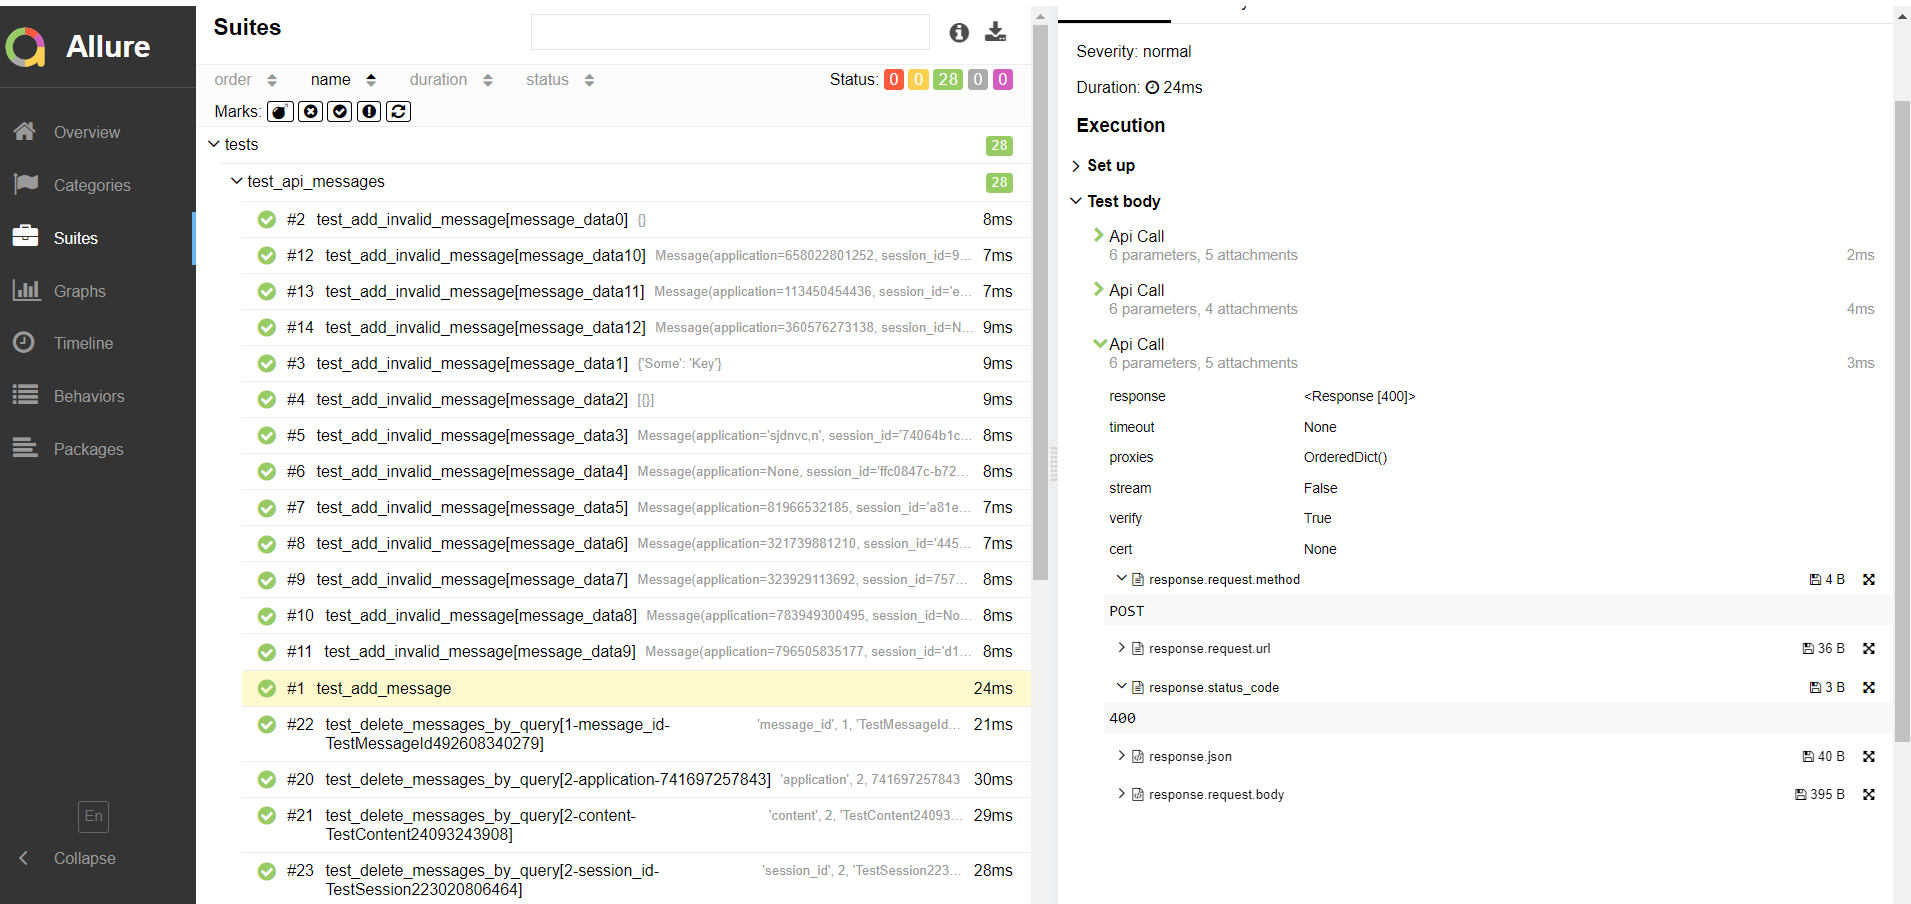 Allure
Overview
Categories
Suites
Graphs
Timeline
Behaviors
Packages
En
Collapse
Suites
order name duration status Status: 0 0 28 0 0
Marks:
tests 28
test_api_messages 28
#2 test_add_invalid_message[message_data0] {} 8ms
#12 test_add_invalid_message[message_data10] Message(application=658022801252, session_id=9... 7ms
#13 test_add_invalid_message[message_data11] Message(application=113450454436, session_id='e... 7ms
#14 test_add_invalid_message[message_data12] Message(application=360576273138, session_id=N... 9ms
#3 test_add_invalid_message[message_data1] {'Some': 'Key'} 9ms
#4 test_add_invalid_message[message_data2] [{}] 9ms
#5 test_add_invalid_message[message_data3] Message(application='sjdnvc,n', session_id='74064b1c... 8ms
#6 test_add_invalid_message[message_data4] Message(application=None, session_id='ffc0847c-b72... 8ms
#7 test_add_invalid_message[message_data5] Message(application=81966532185, session_id='a81e... 7ms
#8 test_add_invalid_message[message_data6] Message(application=321739881210, session_id='445... 7ms
#9 test_add_invalid_message[message_data7] Message(application=323929113692, session_id=757... 8ms
#10 test_add_invalid_message[message_data8] Message(application=783949300495, session_id=No... 8ms
#11 test_add_invalid_message[message_data9] Message(application=796505835177, session_id='d1... 8ms
#1 test_add_message 24ms
#22 test_delete_messages_by_query[1-message_id- 'message_id', 1, 'TestMessageId... 21ms
TestMessageId492608340279]
#20 test_delete_messages_by_query[2-application-741697257843] 'application', 2, 741697257843 30ms
#21 test_delete_messages_by_query[2-content- 'content', 2, 'TestContent24093... 29ms
TestContent24093243908]
#23 test_delete_messages_by_query[2-session_id- 'session_id', 2, 'TestSession223... 28ms
TestSession223020806464]
Severity: normal
Duration: 24ms
Execution
Set up
Test body
Api Call
6 parameters, 5 attachments 2ms
Api Call
6 parameters, 4 attachments 4ms
Api Call
6 parameters, 5 attachments 3ms
response <Response [400]>
timeout None
proxies OrderedDict()
stream False
verify True
cert None
response.request.method 4 B
POST
response.request.url 36 B
response.status_code 3 B
400
response.json 40 B
response.request.body 395 B